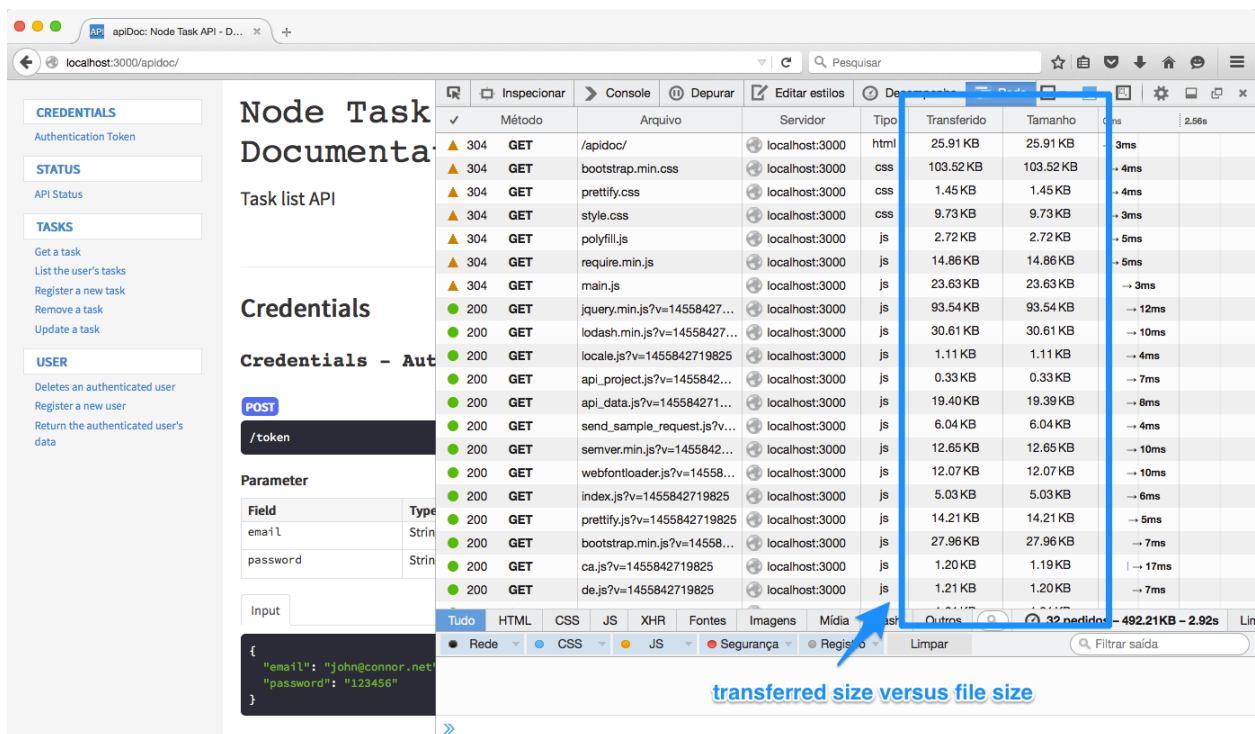 apiDoc: Node Task API - D...
localhost:3000/apidoc/
Pesquisar
CREDENTIALS
Authentication Token
STATUS
API Status
TASKS
Get a task
List the user's tasks
Register a new task
Remove a task
Update a task
USER
Deletes an authenticated user
Register a new user
Return the authenticated user's
data
Node Task
Documenta
Task list API
Credentials
Credentials - Aut
POST
/token
Parameter
Field Type
email Strin
password Strin
Input
{
"email": "john@connor.net"
"password": "123456"
}
Inspecionar Console Depurar Editar estilos
✓ Método Arquivo Servidor Tipo Transferido Tamanho 2.56s
304 GET /apidoc/ localhost:3000 html 25.91 KB 25.91 KB → 3ms
304 GET bootstrap.min.css localhost:3000 css 103.52 KB 103.52 KB → 4ms
304 GET prettify.css localhost:3000 css 1.45 KB 1.45 KB → 4ms
304 GET style.css localhost:3000 css 9.73 KB 9.73 KB → 3ms
304 GET polyfill.js localhost:3000 js 2.72 KB 2.72 KB → 5ms
304 GET require.min.js localhost:3000 js 14.86 KB 14.86 KB → 5ms
304 GET main.js localhost:3000 js 23.63 KB 23.63 KB → 3ms
200 GET jquery.min.js?v=14558427... localhost:3000 js 93.54 KB 93.54 KB → 12ms
200 GET lodash.min.js?v=14558427... localhost:3000 js 30.61 KB 30.61 KB → 10ms
200 GET locale.js?v=1455842719825 localhost:3000 js 1.11 KB 1.11 KB → 4ms
200 GET api_project.js?v=1455842... localhost:3000 js 0.33 KB 0.33 KB → 7ms
200 GET api_data.js?v=145584271... localhost:3000 js 19.40 KB 19.39 KB → 8ms
200 GET send_sample_request.js?v... localhost:3000 js 6.04 KB 6.04 KB → 4ms
200 GET semver.min.js?v=1455842... localhost:3000 js 12.65 KB 12.65 KB → 10ms
200 GET webfontloader.js?v=14558... localhost:3000 js 12.07 KB 12.07 KB → 10ms
200 GET index.js?v=1455842719825 localhost:3000 js 5.03 KB 5.03 KB → 6ms
200 GET prettify.js?v=1455842719825 localhost:3000 js 14.21 KB 14.21 KB → 5ms
200 GET bootstrap.min.js?v=14558... localhost:3000 js 27.96 KB 27.96 KB → 7ms
200 GET ca.js?v=1455842719825 localhost:3000 js 1.20 KB 1.19 KB → 17ms
200 GET de.js?v=1455842719825 localhost:3000 js 1.21 KB 1.20 KB → 7ms
Tudo HTML CSS JS XHR Fontes Imagens Mídia Outros 32 pedidos – 492.21 KB – 2.92s Lin
Rede CSS JS Segurança Registro Limpar Filtrar saída
transferred size versus file size